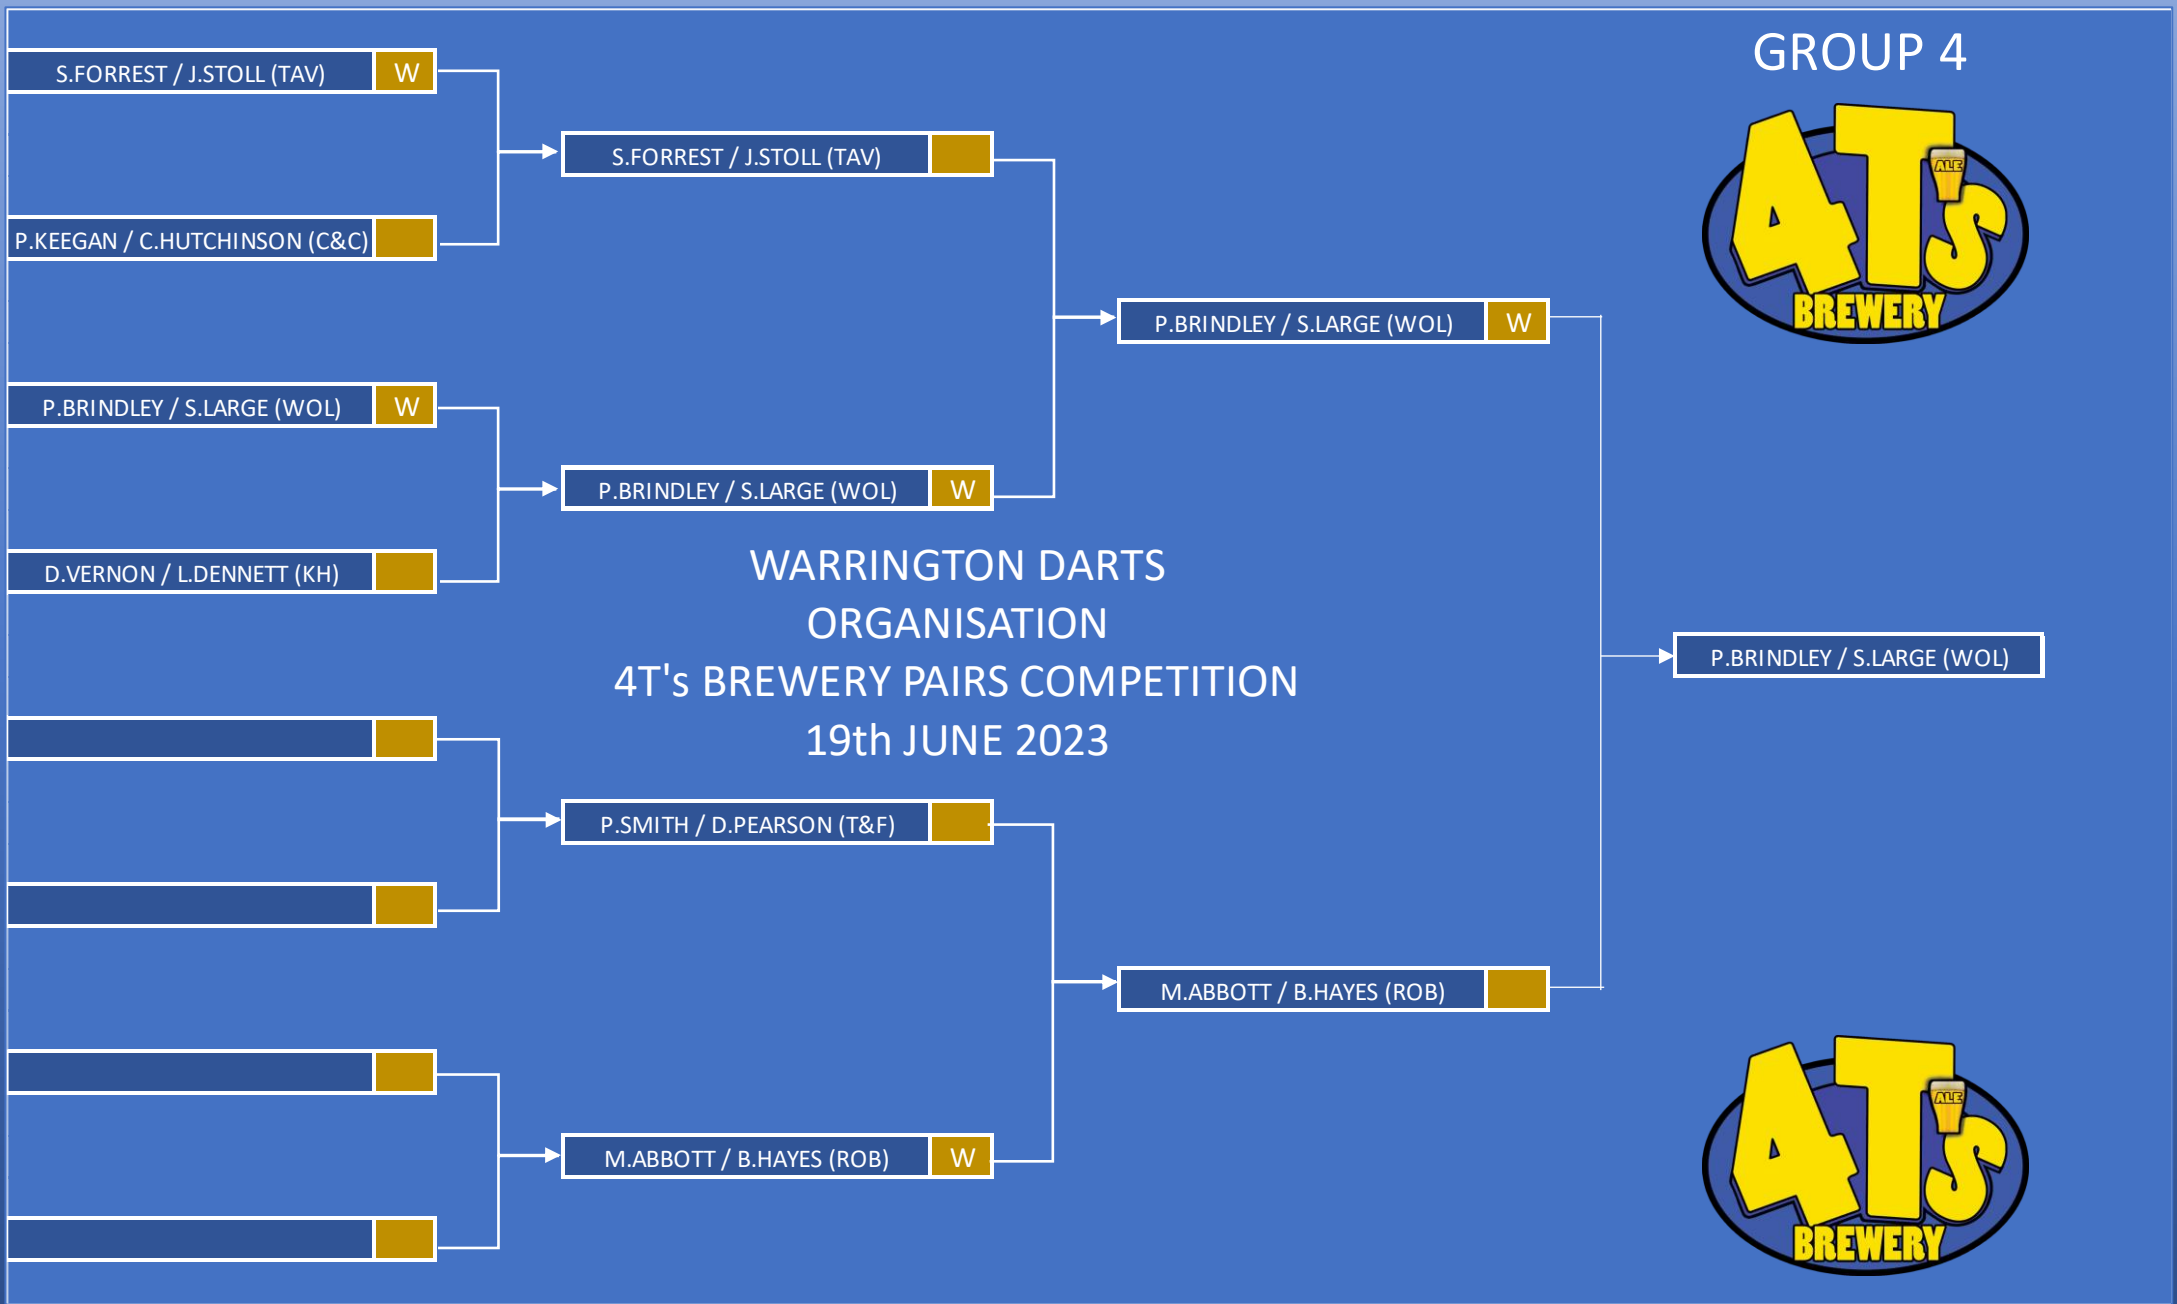 GROUP 4
S.FORREST / J.STOLL (TAV) W
S.FORREST / J.STOLL (TAV)
P.KEEGAN / C.HUTCHINSON (C&C)
P.BRINDLEY / S.LARGE (WOL) W
P.BRINDLEY / S.LARGE (WOL) W
P.BRINDLEY / S.LARGE (WOL) W
D.VERNON / L.DENNETT (KH)
WARRINGTON DARTS
ORGANISATION
4T's BREWERY PAIRS COMPETITION
19th JUNE 2023
P.BRINDLEY / S.LARGE (WOL)
P.SMITH / D.PEARSON (T&F)
M.ABBOTT / B.HAYES (ROB)
M.ABBOTT / B.HAYES (ROB) W
4T's
ALE
BREWERY
4T's
ALE
BREWERY